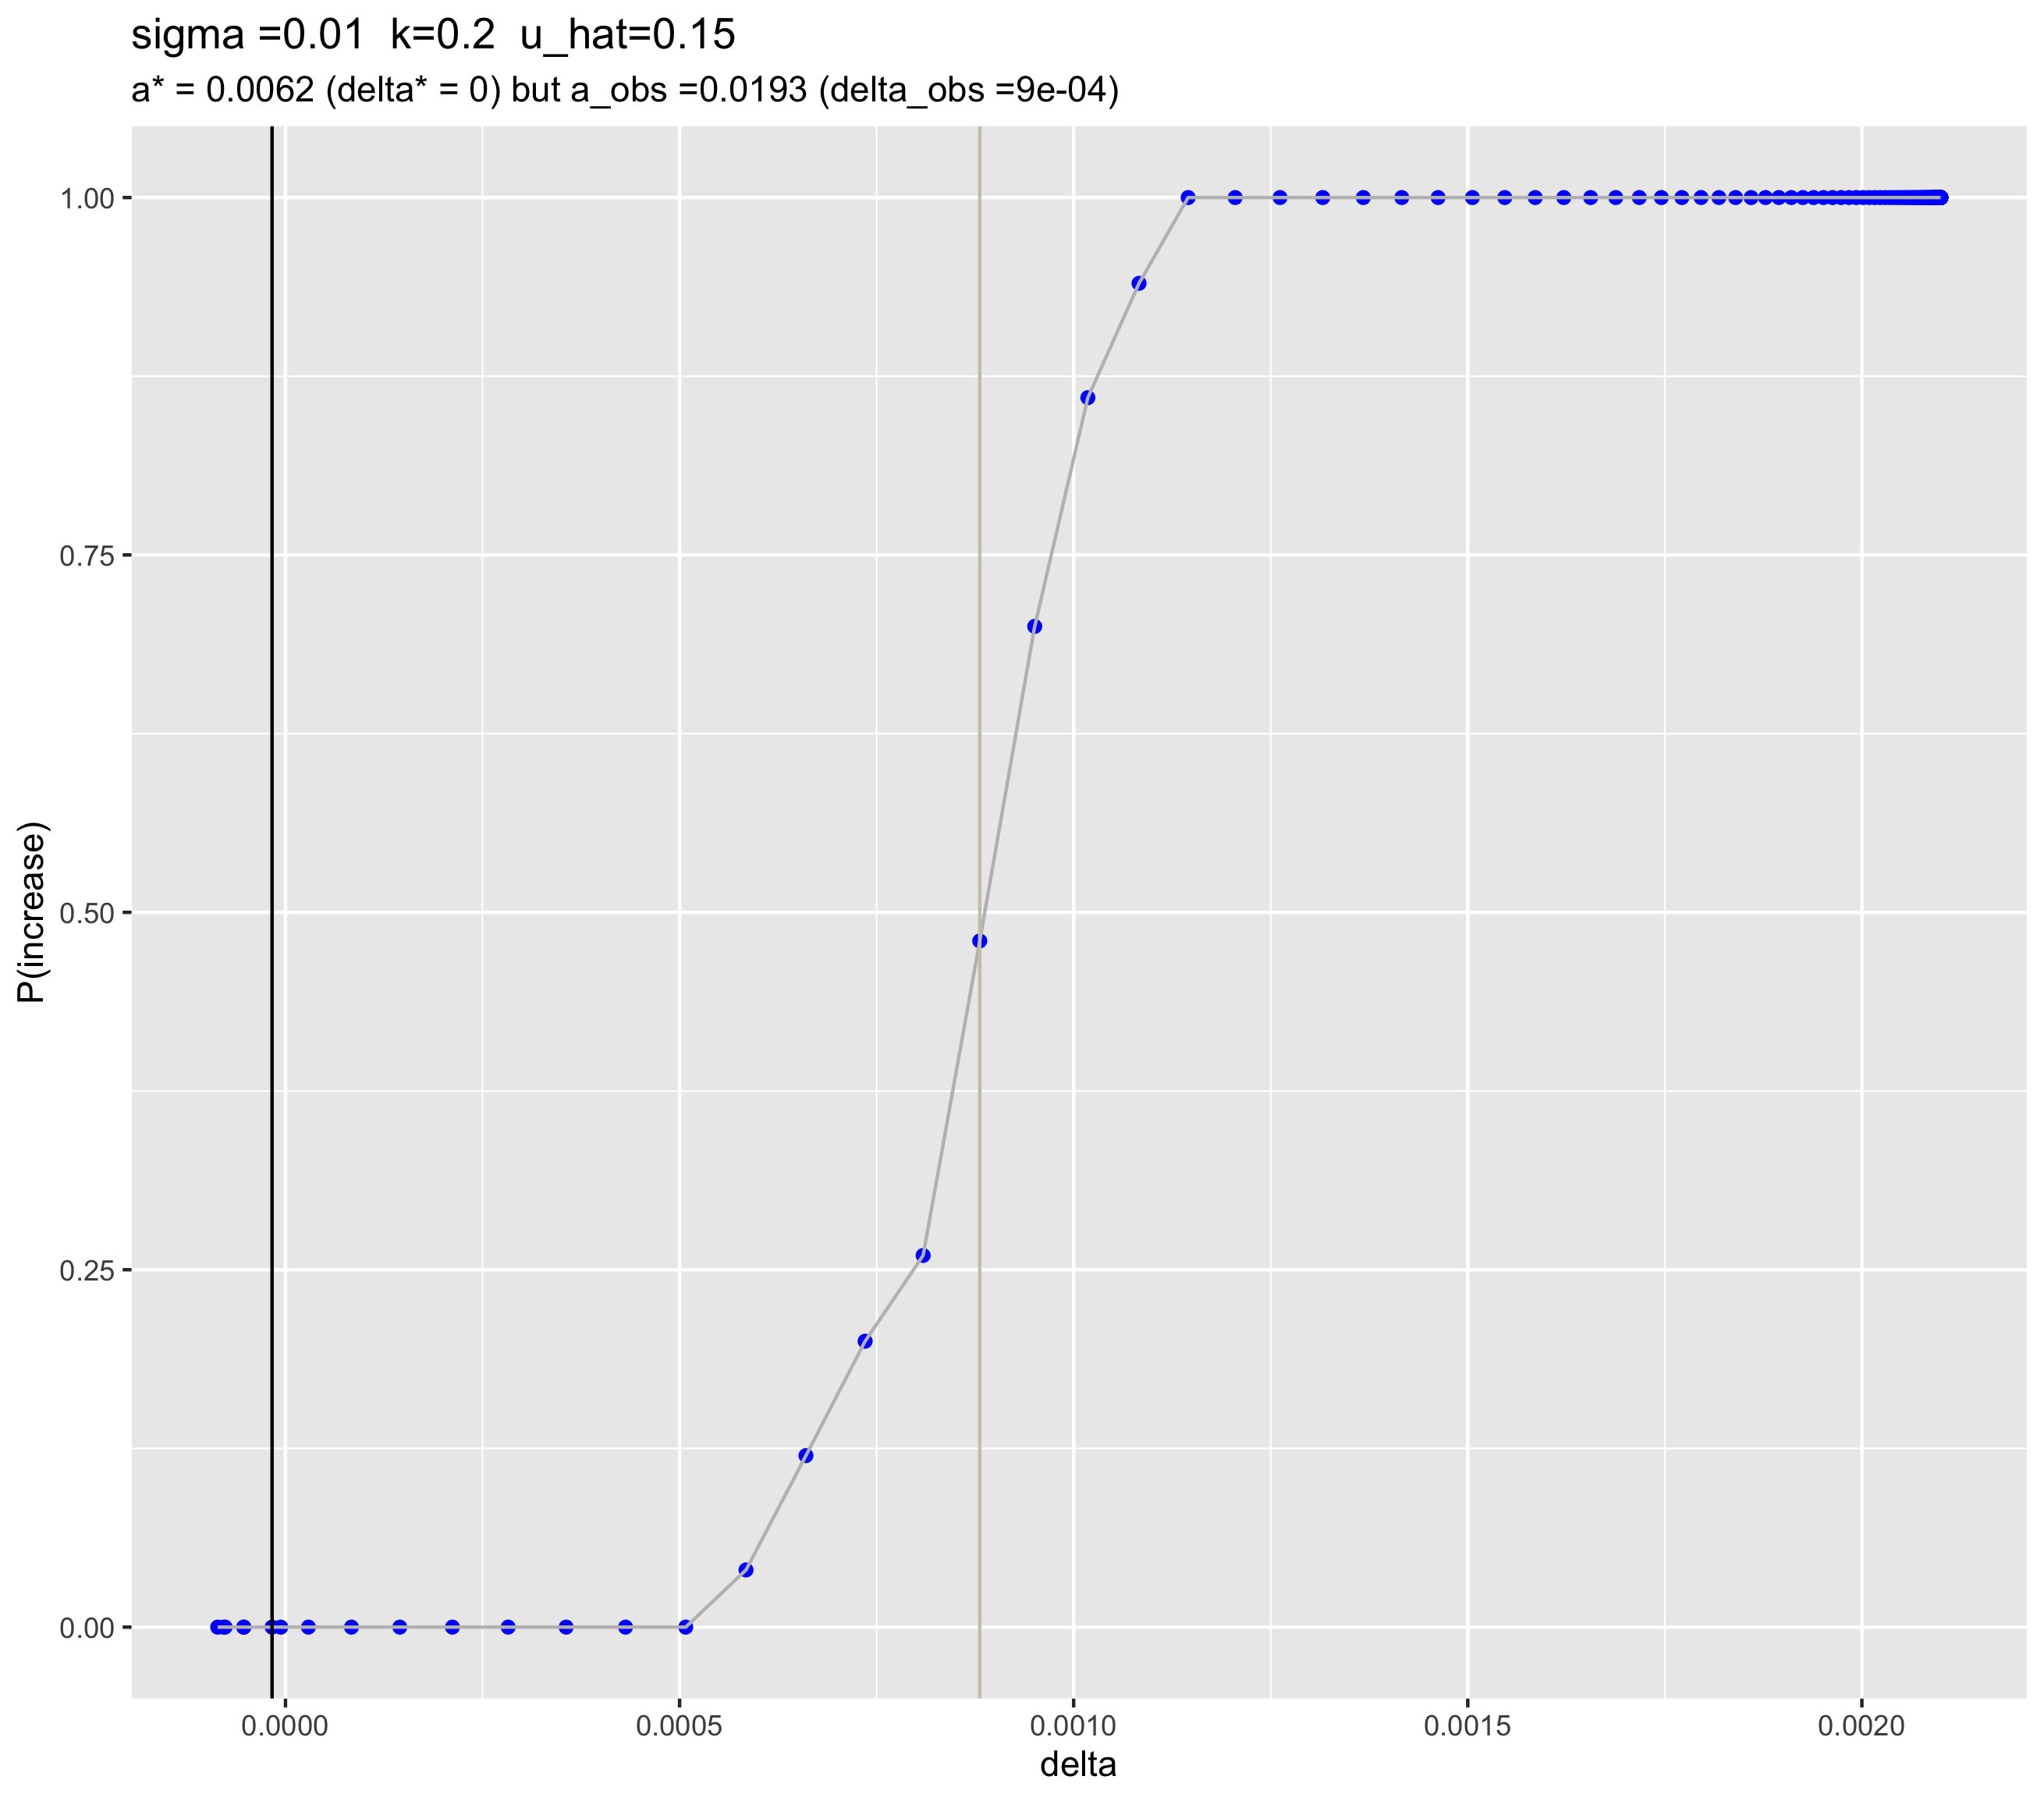 sigma =0.01  k=0.2  u_hat=0.15
a* = 0.0062 (delta* = 0) but a_obs =0.0193 (delta_obs =9e-04)
1.00
0.75
0.50
0.25
0.00
P(increase)
0.0000 0.0005 0.0010 0.0015 0.0020
delta